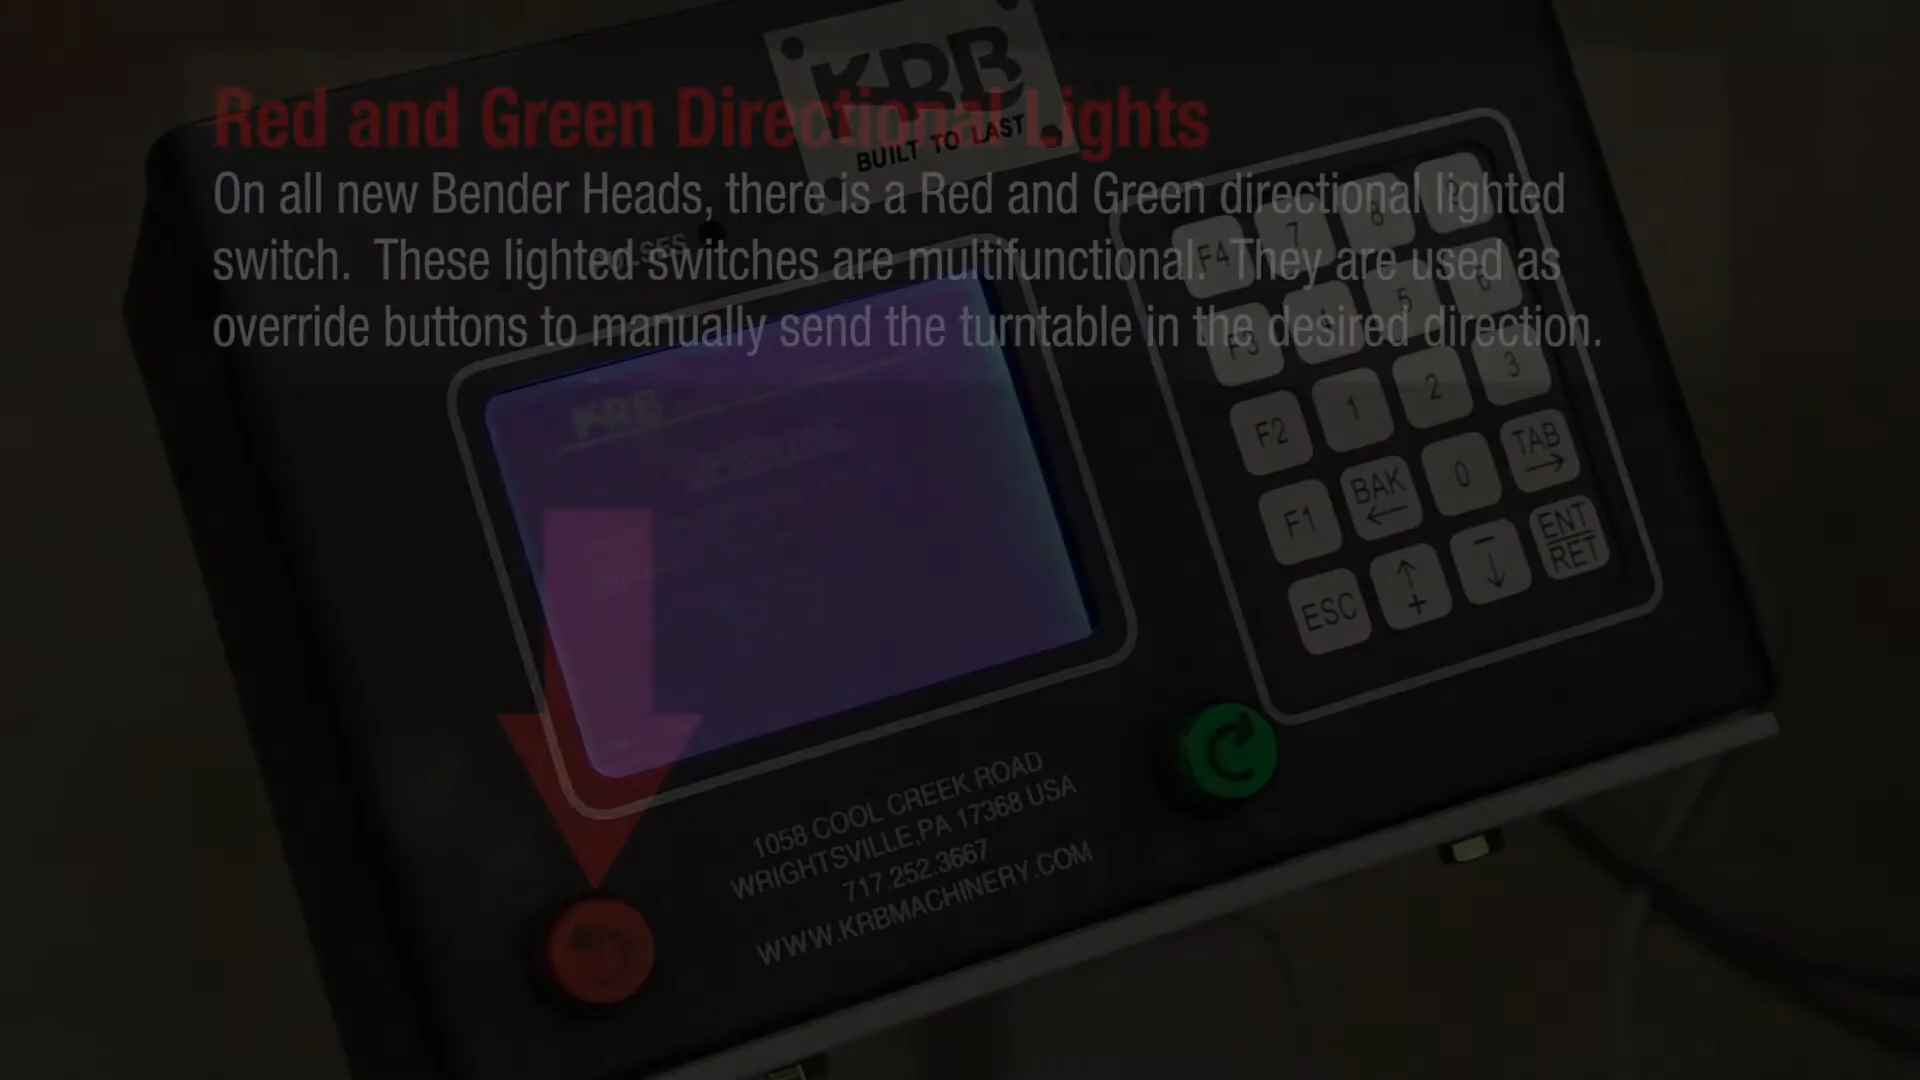 KRB
BUILT TO LAST
Red and Green Directional Lights
On all new Bender Heads, there is a Red and Green directional lighted
switch. These lighted switches are multifunctional. They are used as
override buttons to manually send the turntable in the desired direction.
KRB
F4 7 8 9
F3 4 5 6
F2 1 2 3
F1 BAK ← 0 TAB →
ESC ↑ + − ↓ ENT RET
1058 COOL CREEK ROAD
WRIGHTSVILLE,PA 17368 USA
717.252.3667
WWW.KRBMACHINERY.COM